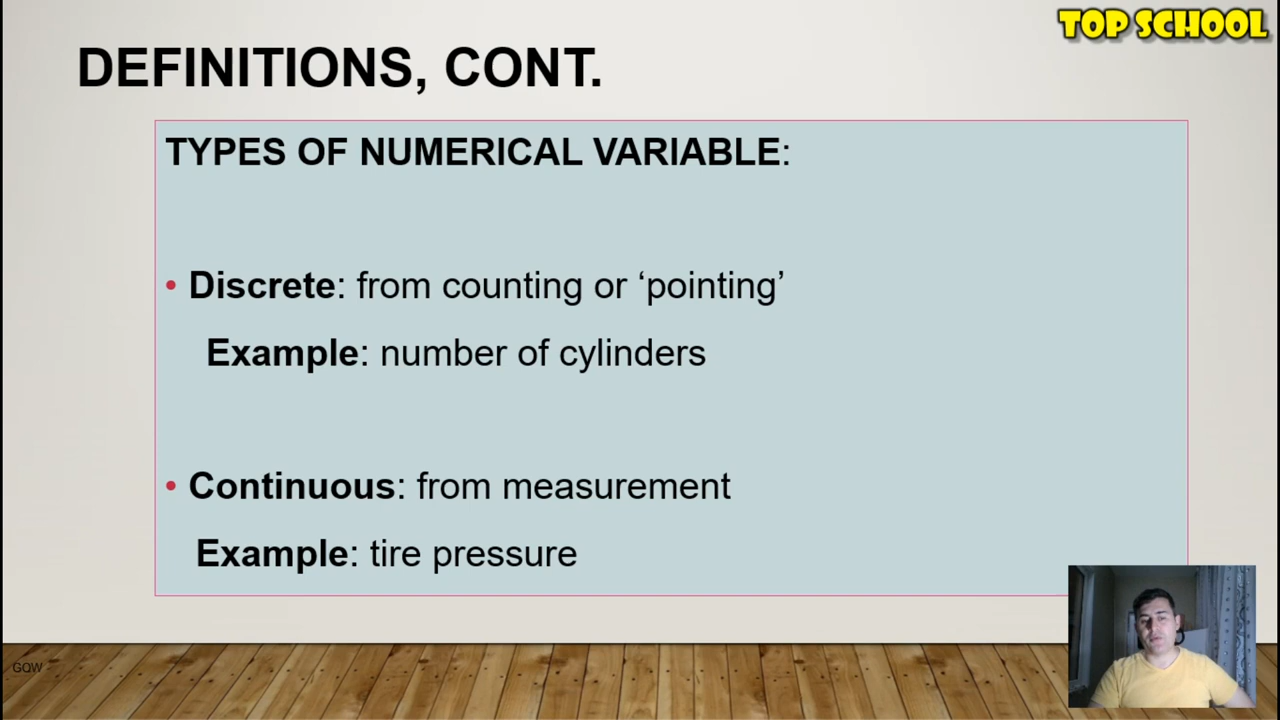 TOP SCHOOL
DEFINITIONS, CONT.
TYPES OF NUMERICAL VARIABLE:
• Discrete: from counting or ‘pointing’
Example: number of cylinders
• Continuous: from measurement
Example: tire pressure
GQW